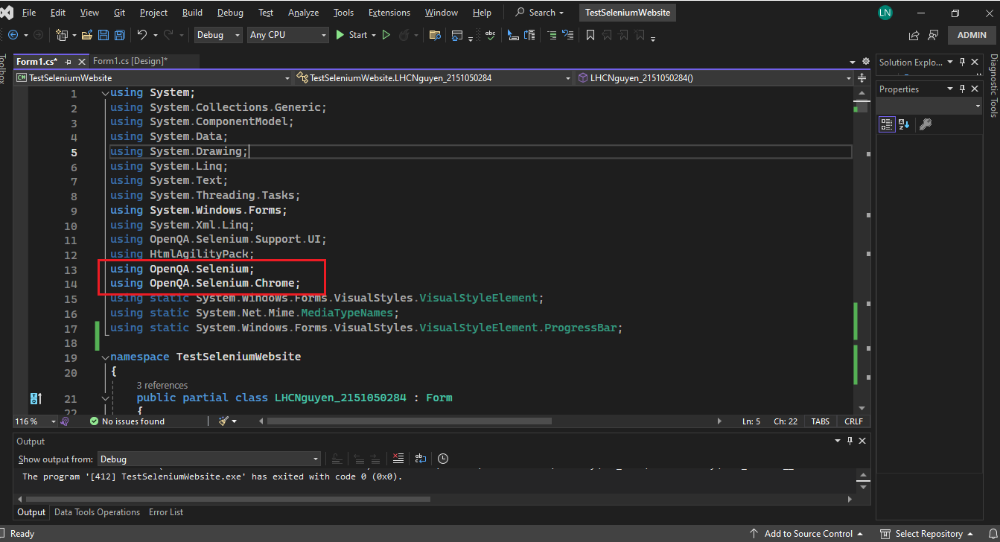 File Edit View Git Project Build Debug Test Analyze Tools Extensions Window Help Search TestSeleniumWebsite LN
Debug Any CPU Start ADMIN
Toolbox
Form1.cs* Form1.cs [Design]*
TestSeleniumWebsite TestSeleniumWebsite.LHCNguyen_2151050284 LHCNguyen_2151050284()
1 using System;
2 using System.Collections.Generic;
3 using System.ComponentModel;
4 using System.Data;
5 using System.Drawing;
6 using System.Linq;
7 using System.Text;
8 using System.Threading.Tasks;
9 using System.Windows.Forms;
10 using System.Xml.Linq;
11 using OpenQA.Selenium.Support.UI;
12 using HtmlAgilityPack;
13 using OpenQA.Selenium;
14 using OpenQA.Selenium.Chrome;
15 using static System.Windows.Forms.VisualStyles.VisualStyleElement;
16 using static System.Net.Mime.MediaTypeNames;
17 using static System.Windows.Forms.VisualStyles.VisualStyleElement.ProgressBar;
18
19 namespace TestSeleniumWebsite
20 {
3 references
21 public partial class LHCNguyen_2151050284 : Form
22 {
116 % No issues found Ln: 5 Ch: 22 TABS CRLF
Output
Show output from: Debug
The program '[412] TestSeleniumWebsite.exe' has exited with code 0 (0x0).
Output Data Tools Operations Error List
Solution Explo...
Properties
Diagnostic Tools
Ready Add to Source Control Select Repository